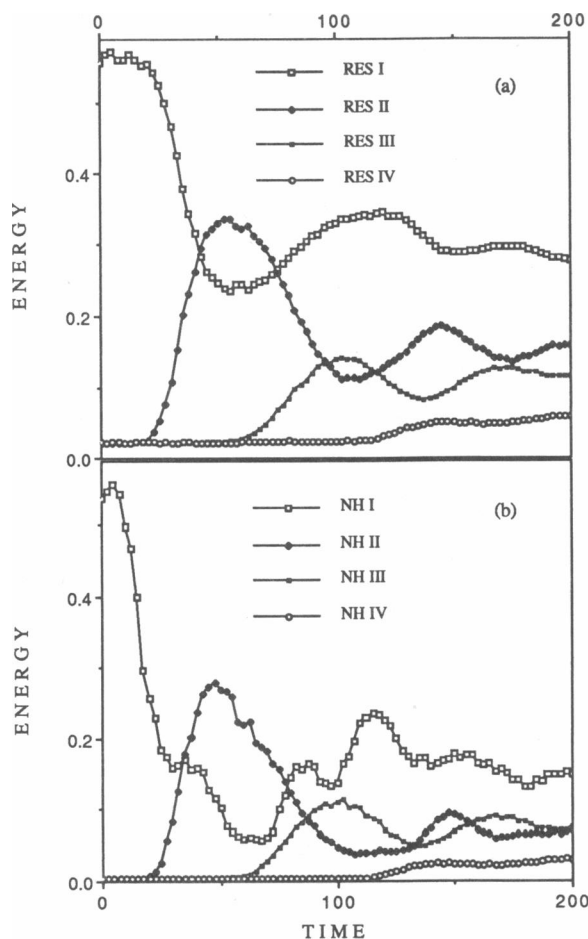 0 100 200
RES I
(a)
RES II
RES III
RES IV
0.4
0.2
0.0
ENERGY
NH I
(b)
NH II
NH III
NH IV
0.4
0.2
0.0
ENERGY
0 100 200
TIME